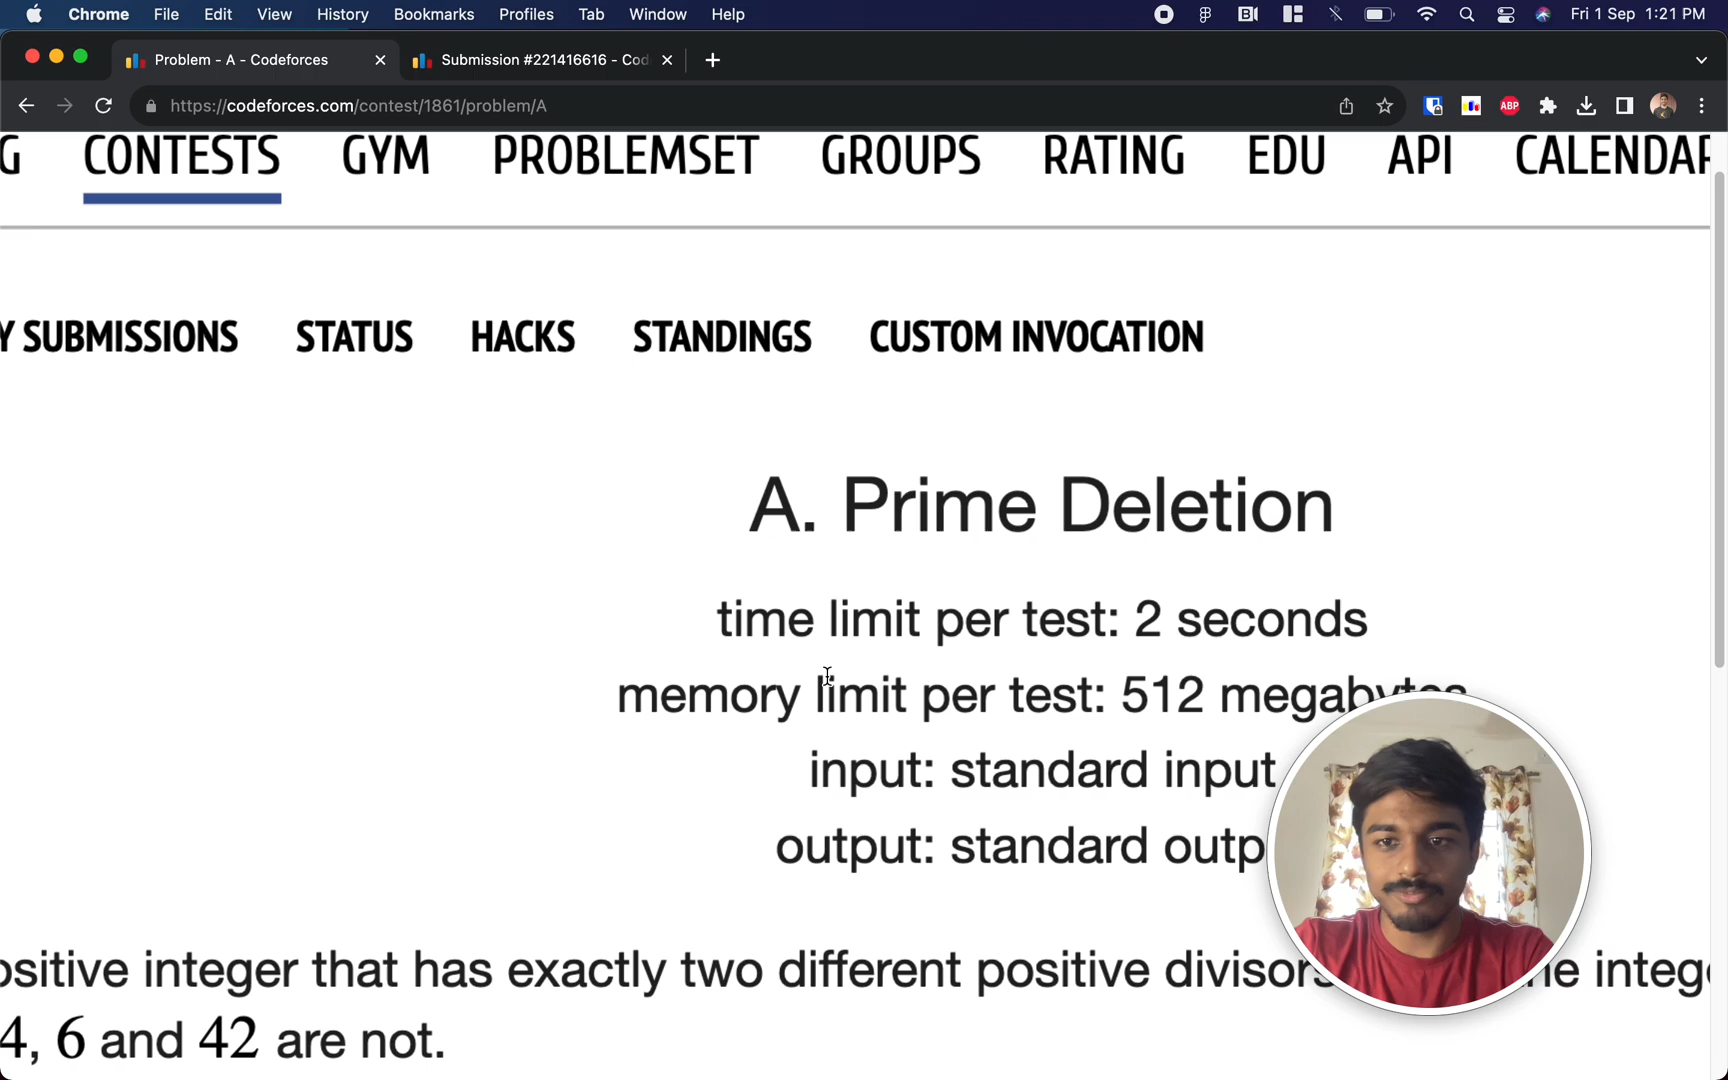 Chrome File Edit View History Bookmarks Profiles Tab Window Help Fri 1 Sep 1:21 PM
Problem - A - Codeforces Submission #221416616 - Cod
https://codeforces.com/contest/1861/problem/A ABP
G CONTESTS GYM PROBLEMSET GROUPS RATING EDU API CALENDAR
Y SUBMISSIONS STATUS HACKS STANDINGS CUSTOM INVOCATION
A. Prime Deletion
time limit per test: 2 seconds
memory limit per test: 512 megabytes
input: standard input
output: standard outp
ositive integer that has exactly two different positive divisors integ
4, 6 and 42 are not.